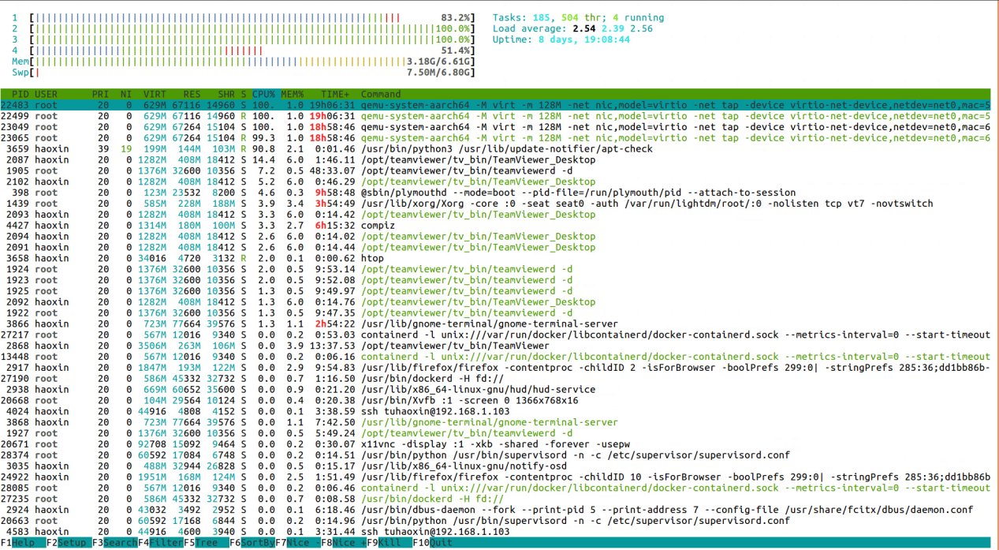 1 [||||||||||||||||||||||||||||||||||||||||||||||||||||||||||||||| 83.2%] Tasks: 185, 504 thr; 4 running
2 [||||||||||||||||||||||||||||||||||||||||||||||||||||||||||||||||||||||100.0%] Load average: 2.54 2.39 2.56
3 [||||||||||||||||||||||||||||||||||||||||||||||||||||||||||||||||||||||100.0%] Uptime: 8 days, 19:08:44
4 [|||||||||||||||||||||||||||||||||||||||| 51.4%]
Mem[|||||||||||||||||||||||||||||||||||||||||||||||||||||||||||||||||3.18G/6.61G]
Swp[| 7.50M/6.80G]
PID USER PRI NI VIRT RES SHR S CPU% MEM% TIME+ Command
22483 root 20 0 629M 67116 14960 S 100. 1.0 19h06:31 qemu-system-aarch64 -M virt -m 128M -net nic,model=virtio -net tap -device virtio-net-device,netdev=net0,mac=5
22499 root 20 0 629M 67116 14960 R 100. 1.0 19h06:31 qemu-system-aarch64 -M virt -m 128M -net nic,model=virtio -net tap -device virtio-net-device,netdev=net0,mac=5
23049 root 20 0 629M 67264 15104 S 100. 1.0 18h58:46 qemu-system-aarch64 -M virt -m 128M -net nic,model=virtio -net tap -device virtio-net-device,netdev=net0,mac=6
23065 root 20 0 629M 67264 15104 R 99.3 1.0 18h58:46 qemu-system-aarch64 -M virt -m 128M -net nic,model=virtio -net tap -device virtio-net-device,netdev=net0,mac=6
3659 haoxin 39 19 199M 144M 103M R 90.8 2.1 0:01.46 /usr/bin/python3 /usr/lib/update-notifier/apt-check
2087 haoxin 20 0 1282M 408M 18412 S 14.4 6.0 1:46.11 /opt/teamviewer/tv_bin/TeamViewer_Desktop
1905 root 20 0 1376M 32600 10356 S 7.2 0.5 48:33.07 /opt/teamviewer/tv_bin/teamviewerd -d
2102 haoxin 20 0 1282M 408M 18412 S 5.2 6.0 0:46.29 /opt/teamviewer/tv_bin/TeamViewer_Desktop
398 root 20 0 123M 23532 8200 S 4.6 0.3 9h58:48 @sbin/plymouthd --mode=boot --pid-file=/run/plymouth/pid --attach-to-session
1439 root 20 0 585M 228M 188M S 3.9 3.4 3h54:49 /usr/lib/xorg/Xorg -core :0 -seat seat0 -auth /var/run/lightdm/root/:0 -nolisten tcp vt7 -novtswitch
2093 haoxin 20 0 1282M 408M 18412 S 3.3 6.0 0:14.42 /opt/teamviewer/tv_bin/TeamViewer_Desktop
4427 haoxin 20 0 1314M 180M 100M S 3.3 2.7 6h15:32 compiz
2094 haoxin 20 0 1282M 408M 18412 S 2.6 6.0 0:14.02 /opt/teamviewer/tv_bin/TeamViewer_Desktop
2091 haoxin 20 0 1282M 408M 18412 S 2.6 6.0 0:14.44 /opt/teamviewer/tv_bin/TeamViewer_Desktop
3658 haoxin 20 0 34016 4720 3132 R 2.0 0.1 0:00.62 htop
1924 root 20 0 1376M 32600 10356 S 2.0 0.5 9:53.14 /opt/teamviewer/tv_bin/teamviewerd -d
1923 root 20 0 1376M 32600 10356 S 2.0 0.5 9:52.08 /opt/teamviewer/tv_bin/teamviewerd -d
1925 root 20 0 1376M 32600 10356 S 1.3 0.5 9:49.97 /opt/teamviewer/tv_bin/teamviewerd -d
2092 haoxin 20 0 1282M 408M 18412 S 1.3 6.0 0:14.76 /opt/teamviewer/tv_bin/TeamViewer_Desktop
1922 root 20 0 1376M 32600 10356 S 1.3 0.5 9:47.35 /opt/teamviewer/tv_bin/teamviewerd -d
3866 haoxin 20 0 723M 77664 39576 S 1.3 1.1 2h54:22 /usr/lib/gnome-terminal/gnome-terminal-server
27217 root 20 0 567M 12016 9340 S 0.0 0.2 0:53.03 containerd -l unix:///var/run/docker/libcontainerd/docker-containerd.sock --metrics-interval=0 --start-timeout
2868 haoxin 20 0 3506M 263M 106M S 0.0 3.9 13:37.53 /opt/teamviewer/tv_bin/TeamViewer
13448 root 20 0 567M 12016 9340 S 0.0 0.2 0:06.16 containerd -l unix:///var/run/docker/libcontainerd/docker-containerd.sock --metrics-interval=0 --start-timeout
2917 haoxin 20 0 1847M 193M 122M S 0.0 2.9 9:54.83 /usr/lib/firefox/firefox -contentproc -childID 2 -isForBrowser -boolPrefs 299:0| -stringPrefs 285:36;dd1bb86b-
27190 root 20 0 586M 45332 32732 S 0.0 0.7 1:16.50 /usr/bin/dockerd -H fd://
2938 haoxin 20 0 669M 60652 35600 S 0.0 0.9 0:21.20 /usr/lib/x86_64-linux-gnu/hud/hud-service
20668 root 20 0 104M 29564 10124 S 0.0 0.4 0:20.38 /usr/bin/Xvfb :1 -screen 0 1366x768x16
4024 haoxin 20 0 44916 4808 4152 S 0.0 0.1 3:38.59 ssh tuhaoxin@192.168.1.103
3868 haoxin 20 0 723M 77664 39576 S 0.0 1.1 7:42.50 /usr/lib/gnome-terminal/gnome-terminal-server
1927 root 20 0 1376M 32600 10356 S 0.0 0.5 5:49.24 /opt/teamviewer/tv_bin/teamviewerd -d
20671 root 20 0 92708 15092 9464 S 0.0 0.2 0:30.07 x11vnc -display :1 -xkb -shared -forever -usepw
28374 root 20 0 60592 17084 6748 S 0.0 0.2 0:14.51 /usr/bin/python /usr/bin/supervisord -n -c /etc/supervisor/supervisord.conf
3035 haoxin 20 0 488M 32944 26828 S 0.0 0.5 0:15.17 /usr/lib/x86_64-linux-gnu/notify-osd
24922 haoxin 20 0 1951M 168M 124M S 0.0 2.5 1:51.49 /usr/lib/firefox/firefox -contentproc -childID 10 -isForBrowser -boolPrefs 299:0| -stringPrefs 285:36;dd1bb86b
28085 root 20 0 567M 12016 9340 S 0.0 0.2 0:06.46 containerd -l unix:///var/run/docker/libcontainerd/docker-containerd.sock --metrics-interval=0 --start-timeout
27235 root 20 0 586M 45332 32732 S 0.0 0.7 0:08.58 /usr/bin/dockerd -H fd://
2924 haoxin 20 0 43032 3492 2952 S 0.0 0.1 6:18.46 /usr/bin/dbus-daemon --fork --print-pid 5 --print-address 7 --config-file /usr/share/fcitx/dbus/daemon.conf
20663 root 20 0 60592 17168 6844 S 0.0 0.2 0:14.96 /usr/bin/python /usr/bin/supervisord -n -c /etc/supervisor/supervisord.conf
4583 haoxin 20 0 44916 4600 3940 S 0.0 0.1 3:31.44 ssh tuhaoxin@192.168.1.103
F1Help F2Setup F3SearchF4FilterF5Tree F6SortByF7Nice -F8Nice +F9Kill F10Quit